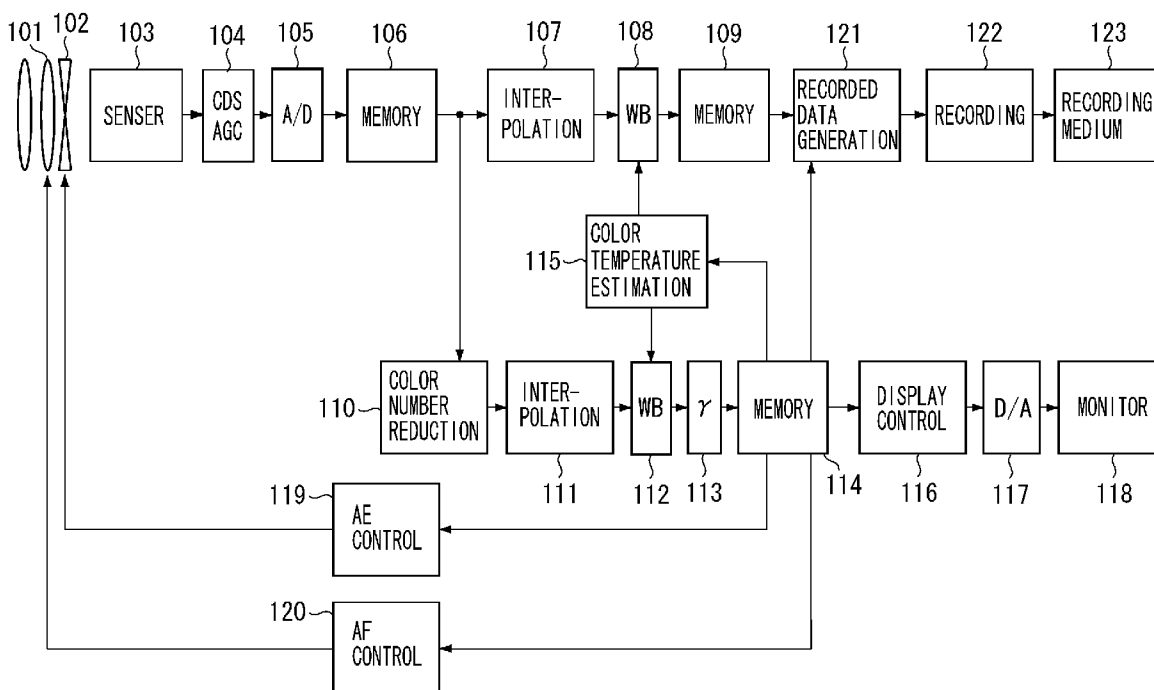 101
102
103
104
105
106
107
108
109
121
122
123
SENSER
CDS
AGC
A/D
MEMORY
INTER-
POLATION
WB
MEMORY
RECORDED
DATA
GENERATION
RECORDING
RECORDING
MEDIUM
115
COLOR
TEMPERATURE
ESTIMATION
110
COLOR
NUMBER
REDUCTION
INTER-
POLATION
WB
γ
MEMORY
DISPLAY
CONTROL
D/A
MONITOR
111
112
113
114
116
117
118
119
AE
CONTROL
120
AF
CONTROL